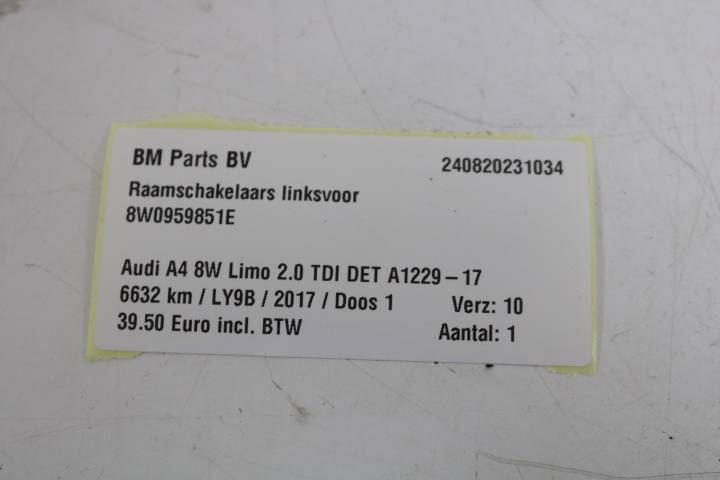 BM Parts BV 240820231034
Raamschakelaars linksvoor
8W0959851E
Audi A4 8W Limo 2.0 TDI DET A1229-17
6632 km / LY9B / 2017 / Doos 1 Verz: 10
39.50 Euro incl. BTW Aantal: 1